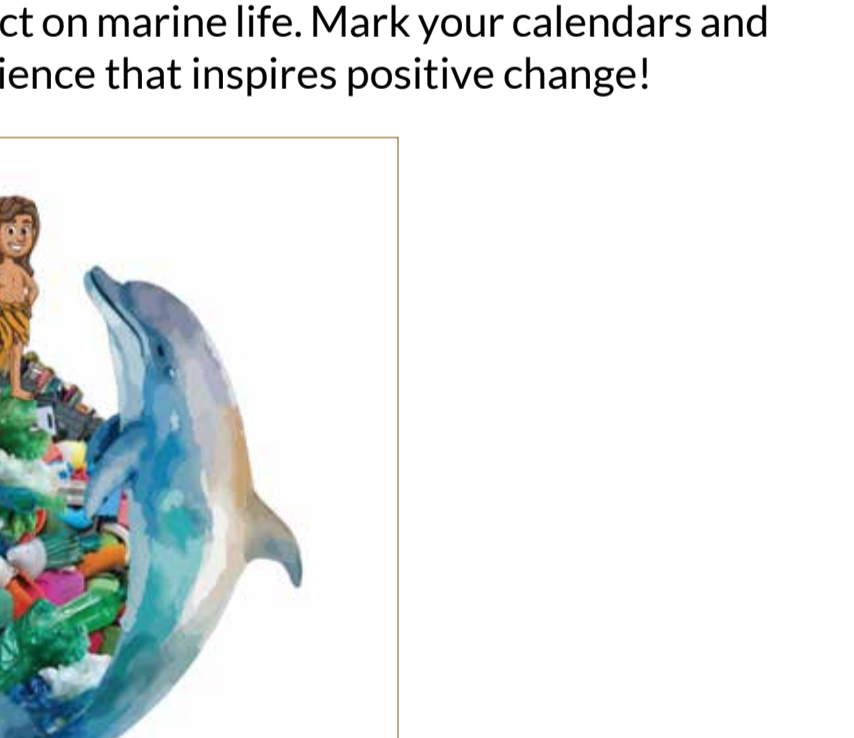 ct on marine life. Mark your calendars and
ience that inspires positive change!